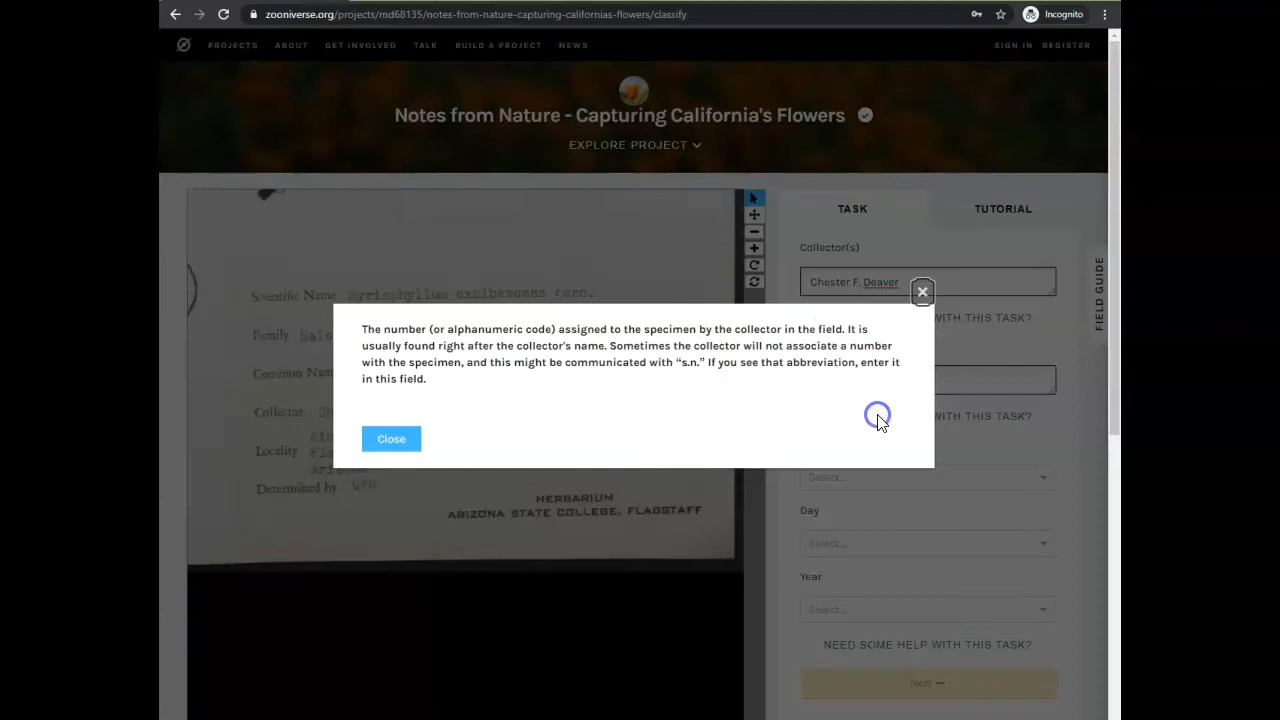 zooniverse.org/projects/md68135/notes-from-nature-capturing-californias-flowers/classify
Incognito
PROJECTS ABOUT GET INVOLVED TALK BUILD A PROJECT NEWS
SIGN IN REGISTER
Notes from Nature - Capturing California's Flowers
EXPLORE PROJECT
TASK TUTORIAL
FIELD GUIDE
Collector(s)
Chester F. Deaver
WITH THIS TASK?
WITH THIS TASK?
Select...
Day
Select...
Year
Select...
NEED SOME HELP WITH THIS TASK?
Next
The number (or alphanumeric code) assigned to the specimen by the collector in the field. It is
usually found right after the collector's name. Sometimes the collector will not associate a number
with the specimen, and this might be communicated with “s.n.” If you see that abbreviation, enter it
in this field.
Close
Scientific Name
Family
Common Nam
Collector
Locality
Determined by
HERBARIUM
ARIZONA STATE COLLEGE, FLAGSTAFF